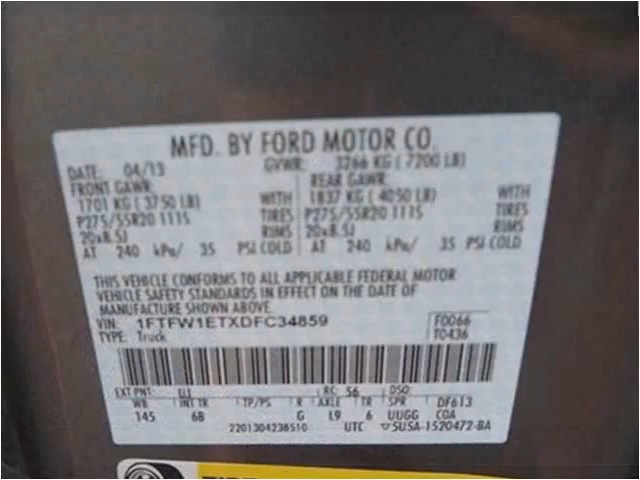 MFD. BY FORD MOTOR CO.
DATE: 04/13 GVWR: 3266 KG ( 7200 LB)
FRONT GAWR: REAR GAWR:
1701 KG ( 3750 LB) WITH 1837 KG ( 4050 LB) WITH
P275/55R20 111S TIRES P275/55R20 111S TIRES
20x8.5J RIMS 20x8.5J RIMS
AT 240 kPa/ 35 PSI COLD AT 240 kPa/ 35 PSI COLD
THIS VEHICLE CONFORMS TO ALL APPLICABLE FEDERAL MOTOR
VEHICLE SAFETY STANDARDS IN EFFECT ON THE DATE OF
MANUFACTURE SHOWN ABOVE.
VIN: 1FTFW1ETXDFC34859 F0066
TYPE: Truck T0436
EXT PNT: UJ RC: 56 DSO:
WB INT TR TP/PS R AXLE TR SPR DF613
145 6B G L9 6 UUGG COA
2201304238510 UTC 5USA-1520472-BA